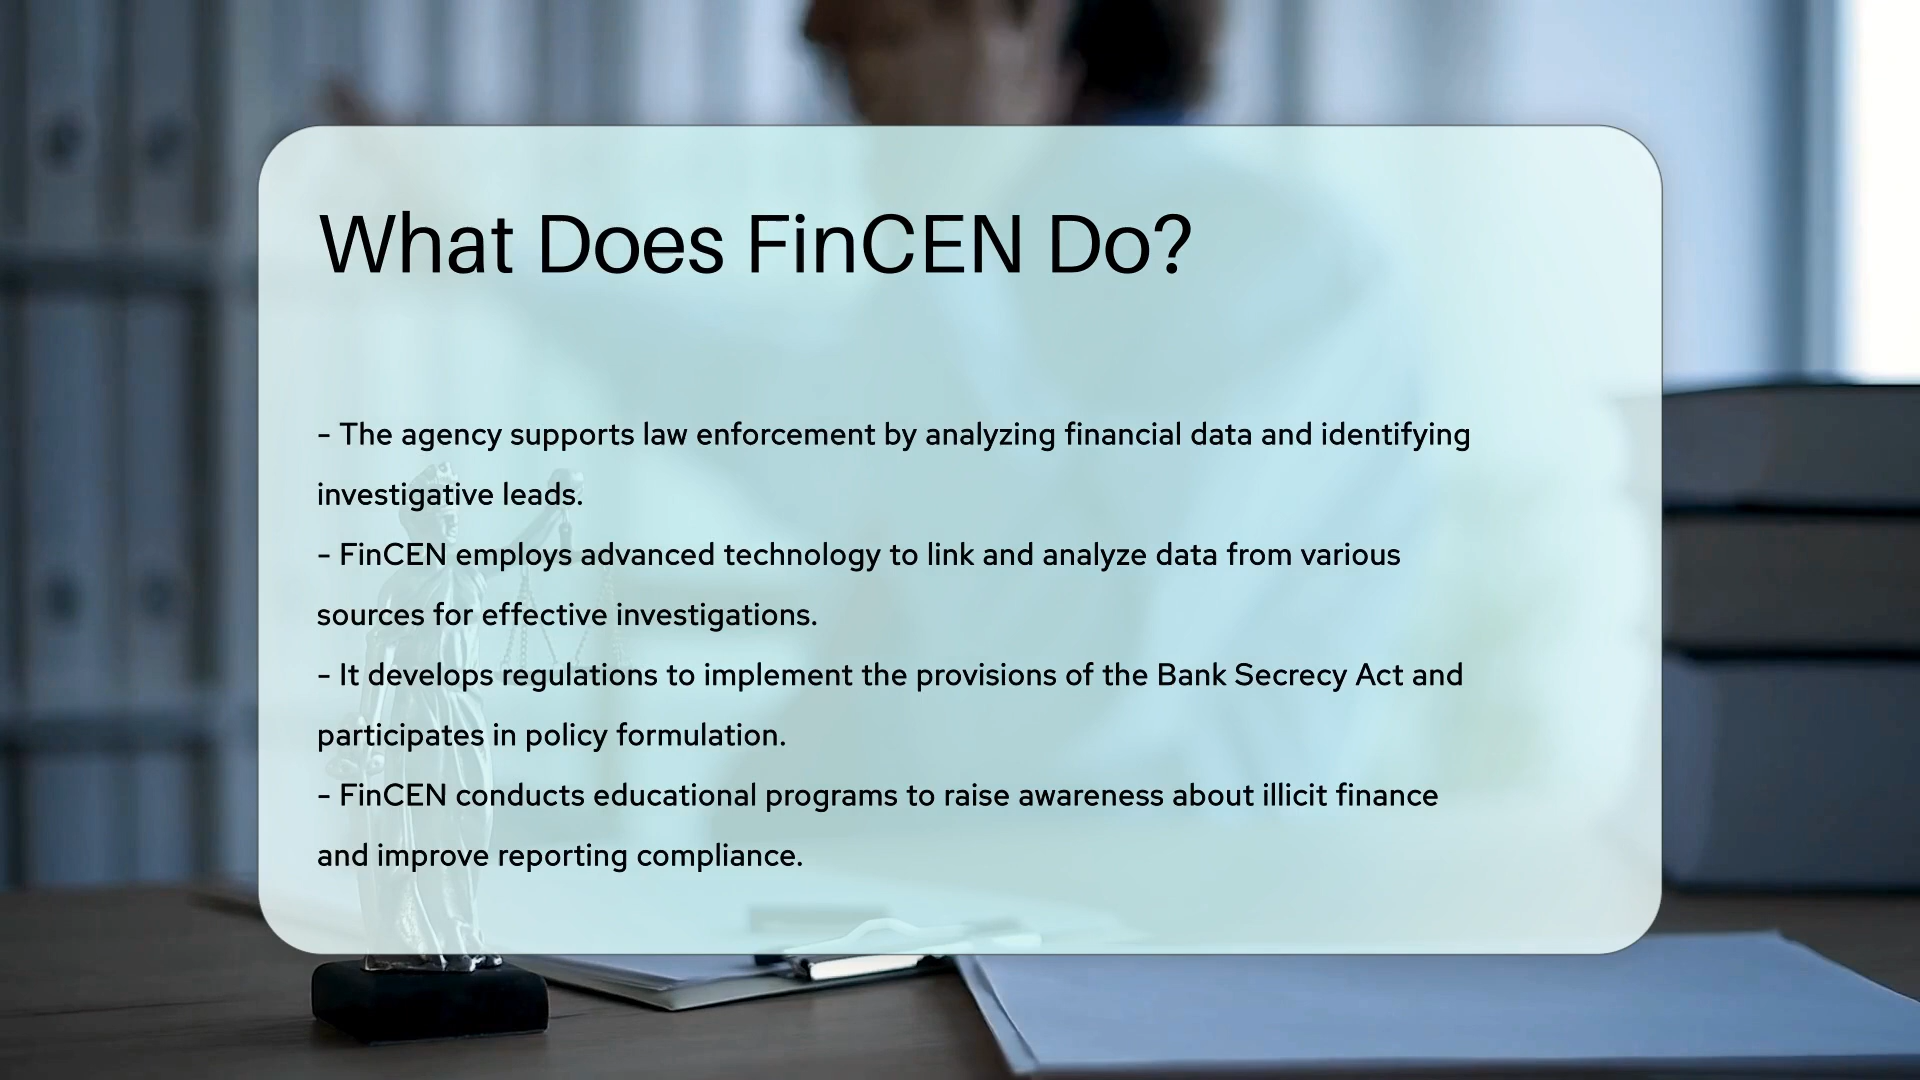 What Does FinCEN Do?
- The agency supports law enforcement by analyzing financial data and identifying
investigative leads.
- FinCEN employs advanced technology to link and analyze data from various
sources for effective investigations.
- It develops regulations to implement the provisions of the Bank Secrecy Act and
participates in policy formulation.
- FinCEN conducts educational programs to raise awareness about illicit finance
and improve reporting compliance.